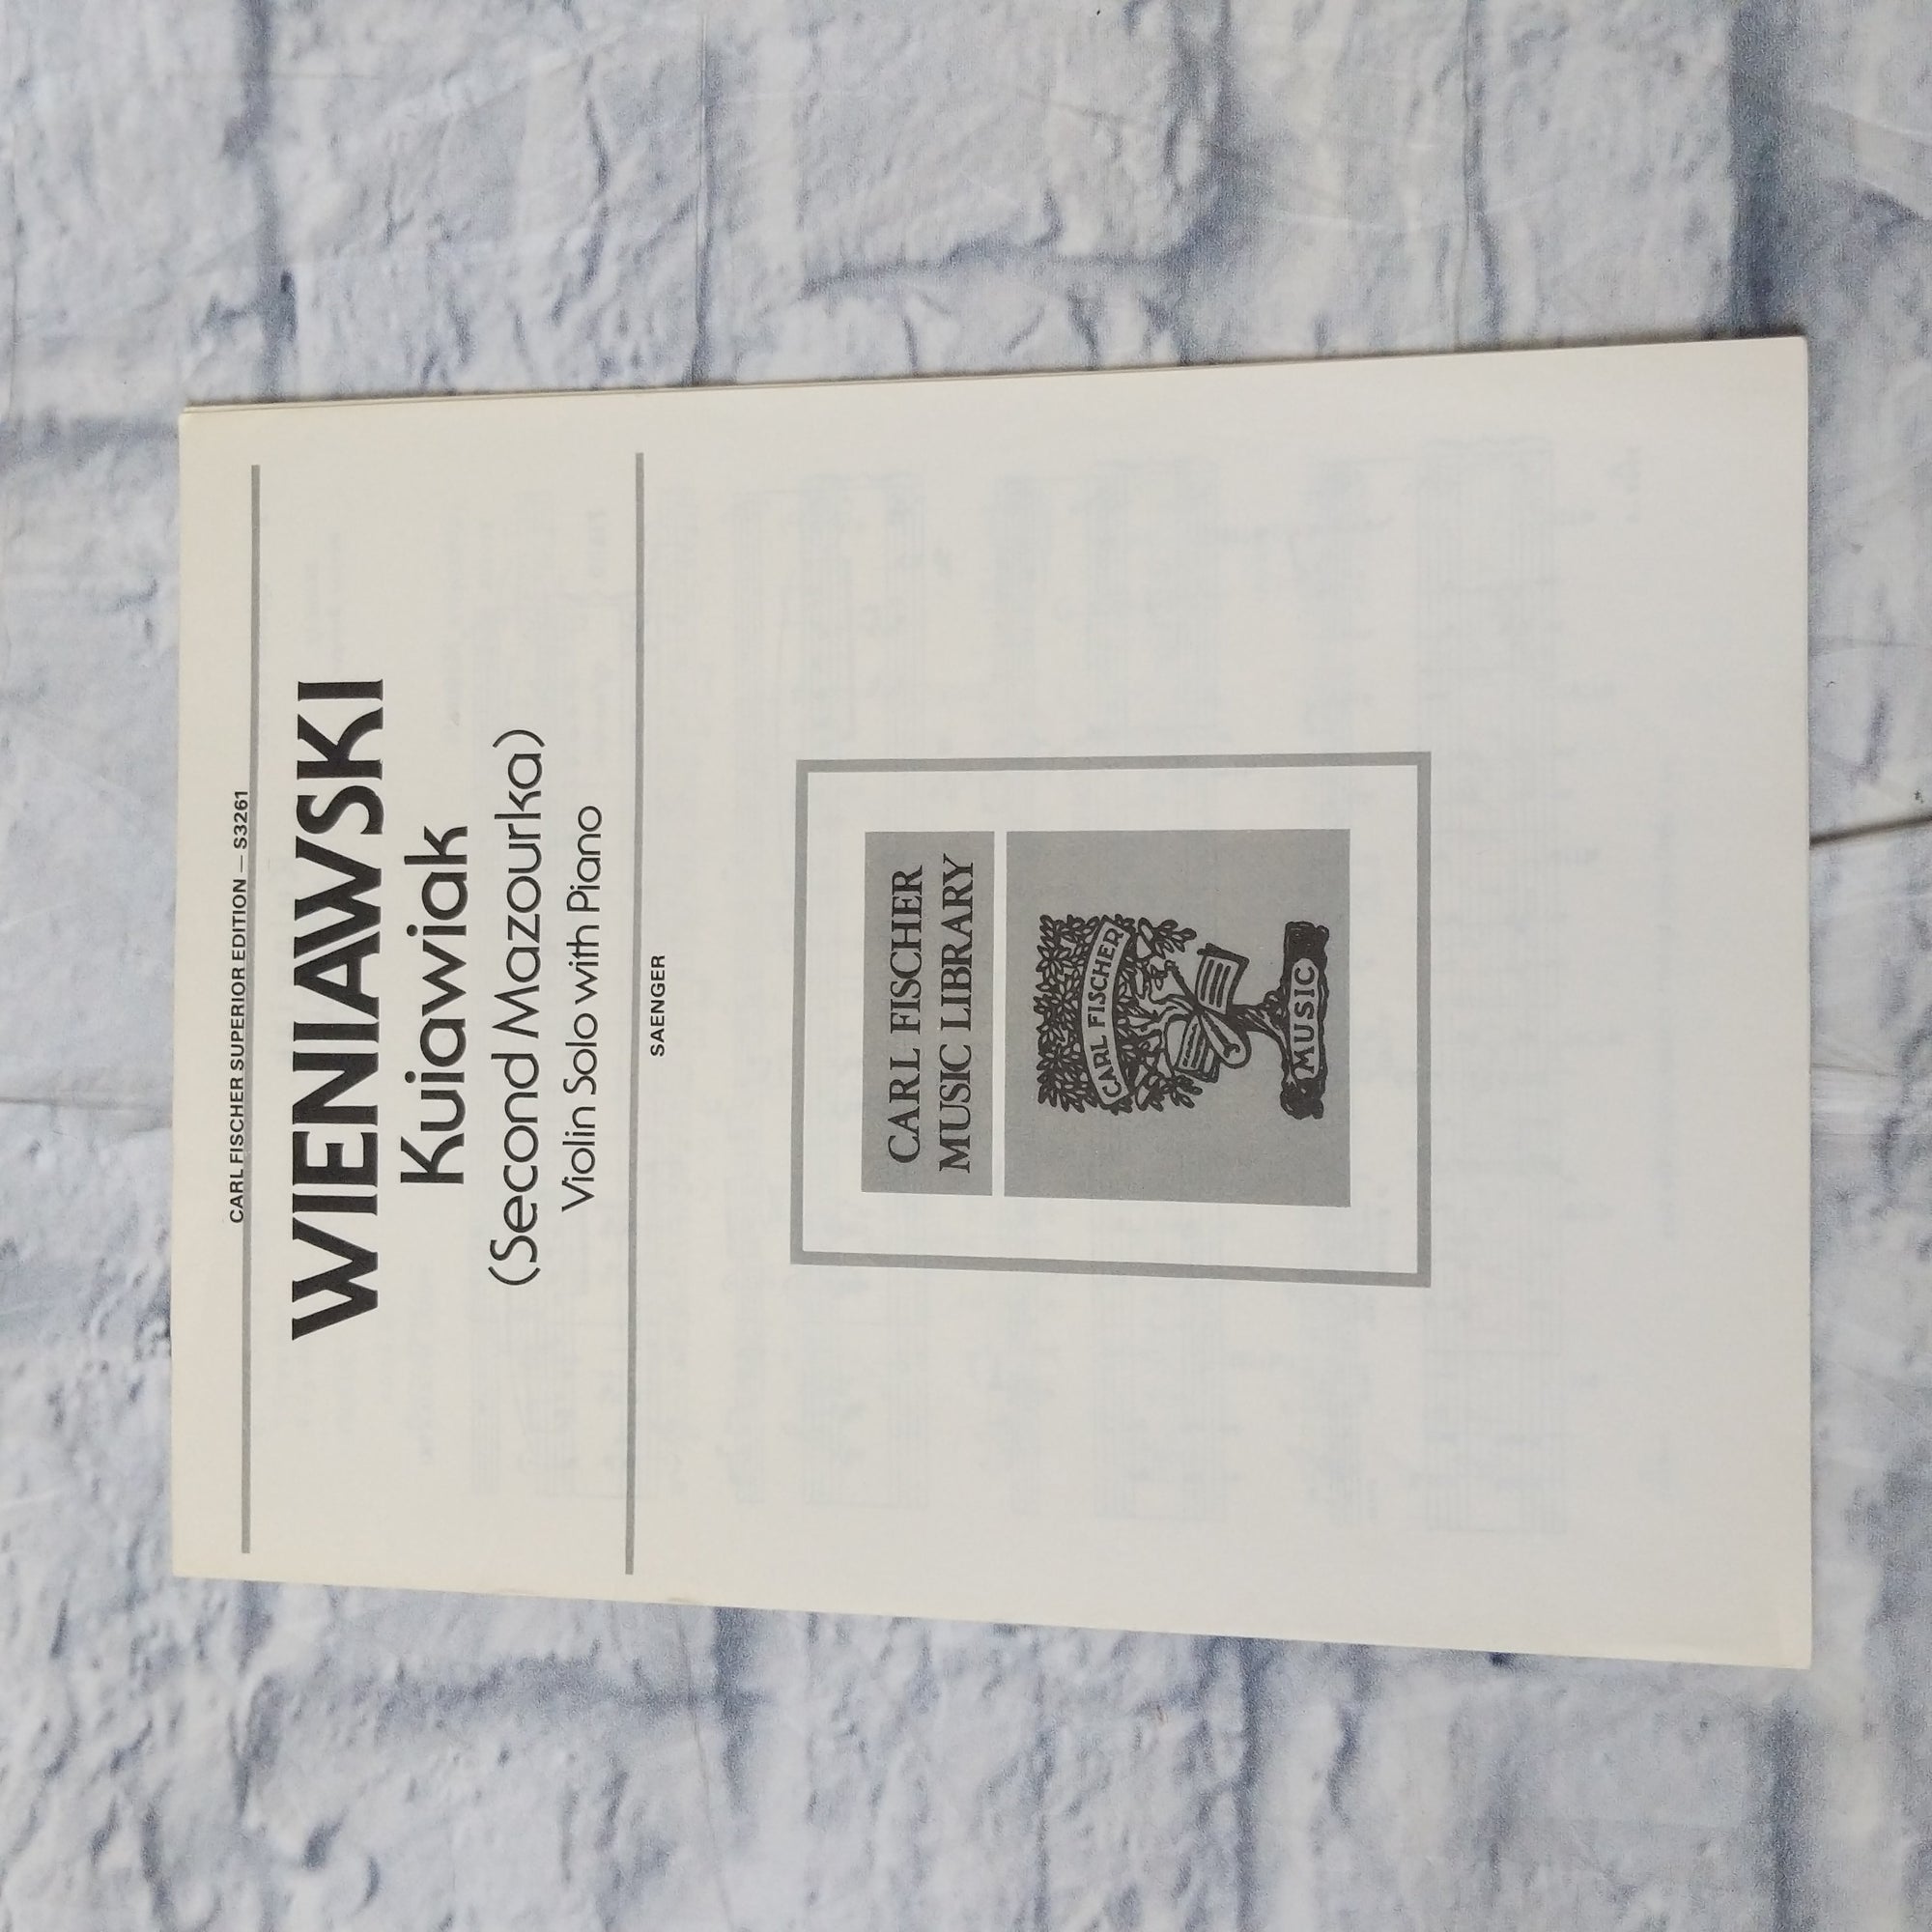 CARL FISCHER SUPERIOR EDITION — S3261
WIENIAWSKI
Kuiawiak
(Second Mazourka)
Violin Solo with Piano
SAENGER
CARL FISCHER
MUSIC LIBRARY
CARL FISCHER
MUSIC